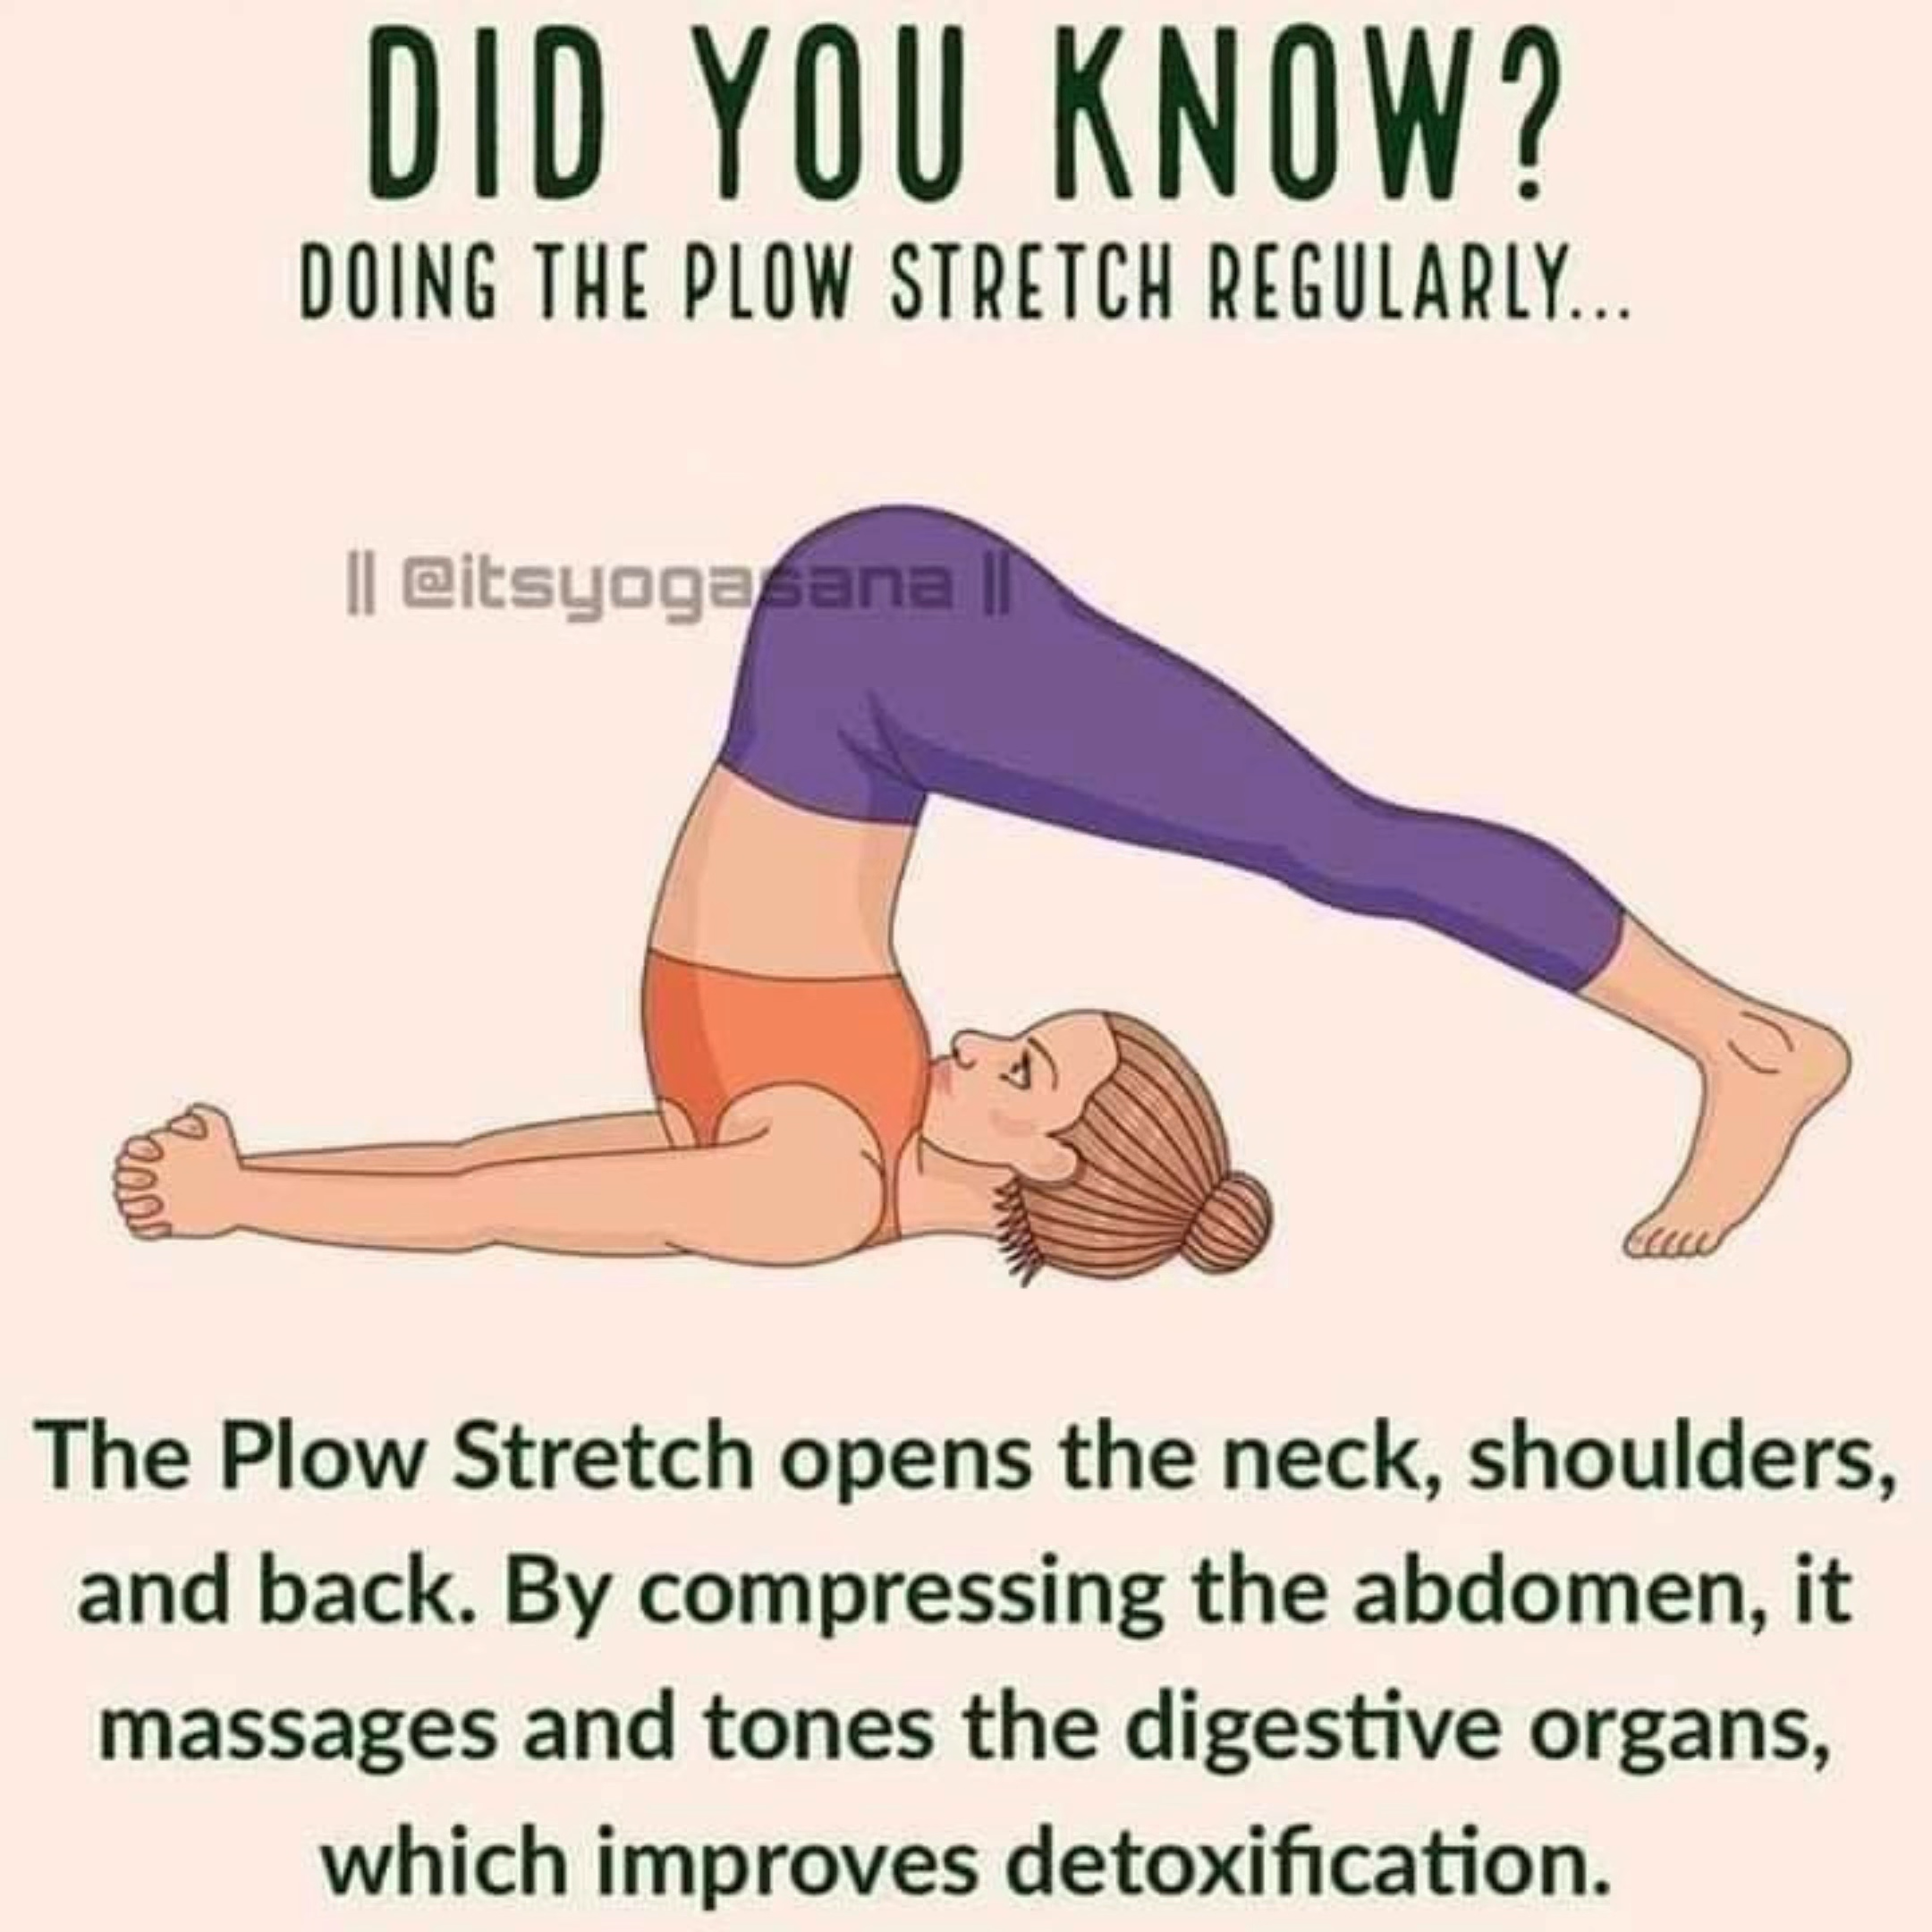 DID YOU KNOW?
DOING THE PLOW STRETCH REGULARLY...
|| @itsyogasana ||
The Plow Stretch opens the neck, shoulders,
and back. By compressing the abdomen, it
massages and tones the digestive organs,
which improves detoxification.